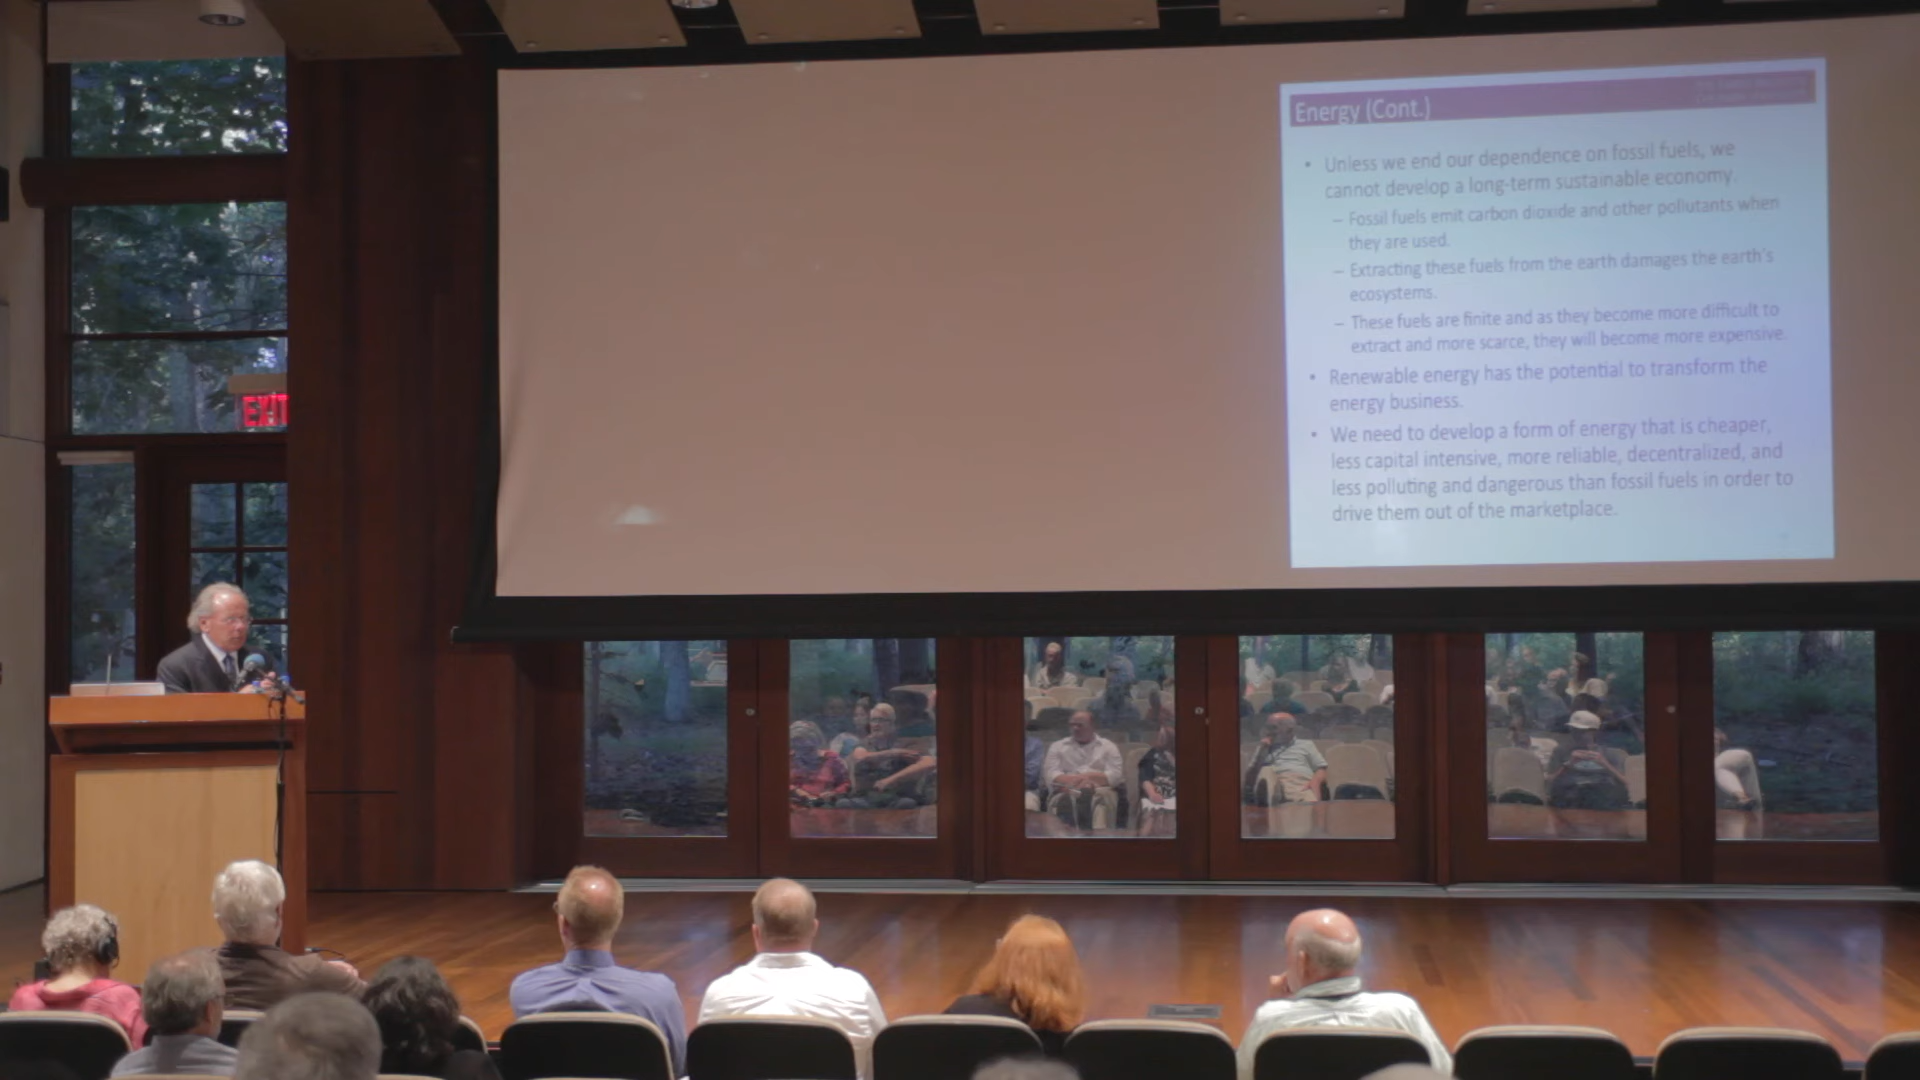 Energy (Cont.)
• Unless we end our dependence on fossil fuels, we
cannot develop a long-term sustainable economy.
– Fossil fuels emit carbon dioxide and other pollutants when
they are used.
– Extracting these fuels from the earth damages the earth's
ecosystems.
– These fuels are finite and as they become more difficult to
extract and more scarce, they will become more expensive.
• Renewable energy has the potential to transform the
energy business.
• We need to develop a form of energy that is cheaper,
less capital intensive, more reliable, decentralized, and
less polluting and dangerous than fossil fuels in order to
drive them out of the marketplace.
EXIT